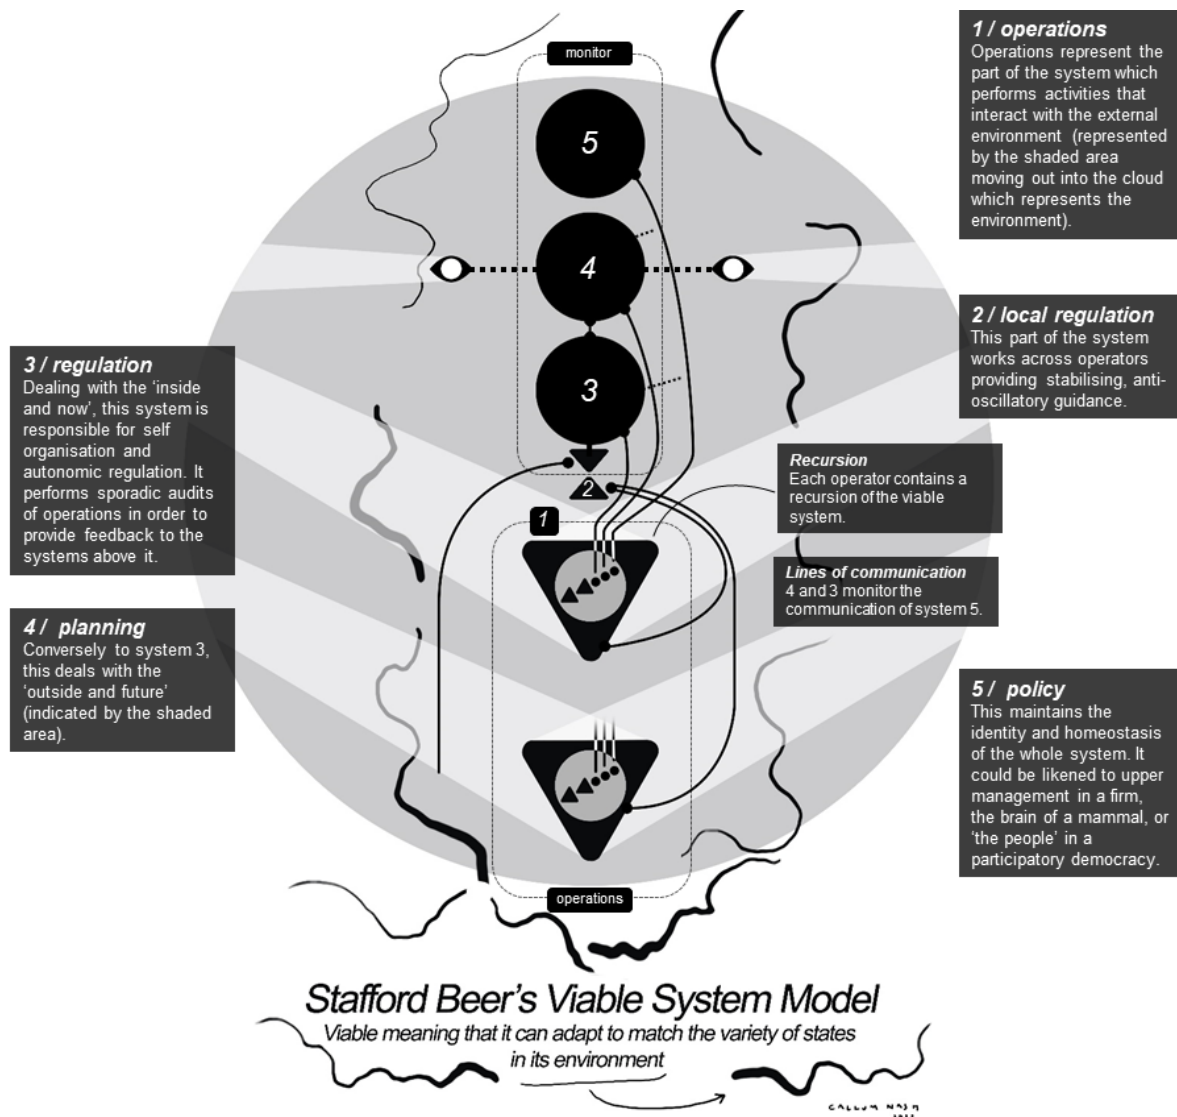 monitor
5
4
3
2
1
operations
1 / operations
Operations represent the
part of the system which
performs activities that
interact with the external
environment (represented
by the shaded area
moving out into the cloud
which represents the
environment).
2 / local regulation
This part of the system
works across operators
providing stabilising, anti-
oscillatory guidance.
3 / regulation
Dealing with the ‘inside
and now’, this system is
responsible for self
organisation and
autonomic regulation. It
performs sporadic audits
of operations in order to
provide feedback to the
systems above it.
Recursion
Each operator contains a
recursion of the viable
system.
Lines of communication
4 and 3 monitor the
communication of system 5.
4 / planning
Conversely to system 3,
this deals with the
‘outside and future’
(indicated by the shaded
area).
5 / policy
This maintains the
identity and homeostasis
of the whole system. It
could be likened to upper
management in a firm,
the brain of a mammal, or
‘the people’ in a
participatory democracy.
Stafford Beer’s Viable System Model
Viable meaning that it can adapt to match the variety of states
in its environment
CALLUM NASH